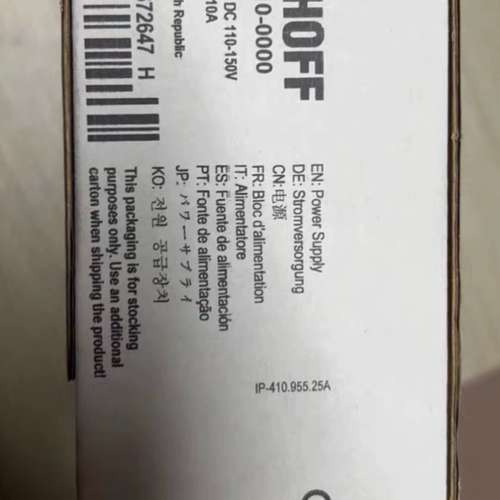 HOFF
0-0000
DC 110-150V
10A
h Republic
572647 H
EN: Power Supply
DE: Stromversorgung
CN:电源
FR: Bloc d'alimentation
IT: Alimentatore
ES: Fuente de alimentación
PT: Fonte de alimentação
JP: パワーサプライ
KO: 전원 공급장치
This packaging is for stocking
purposes only. Use an additional
carton when shipping the product!
IP-410.955.25A